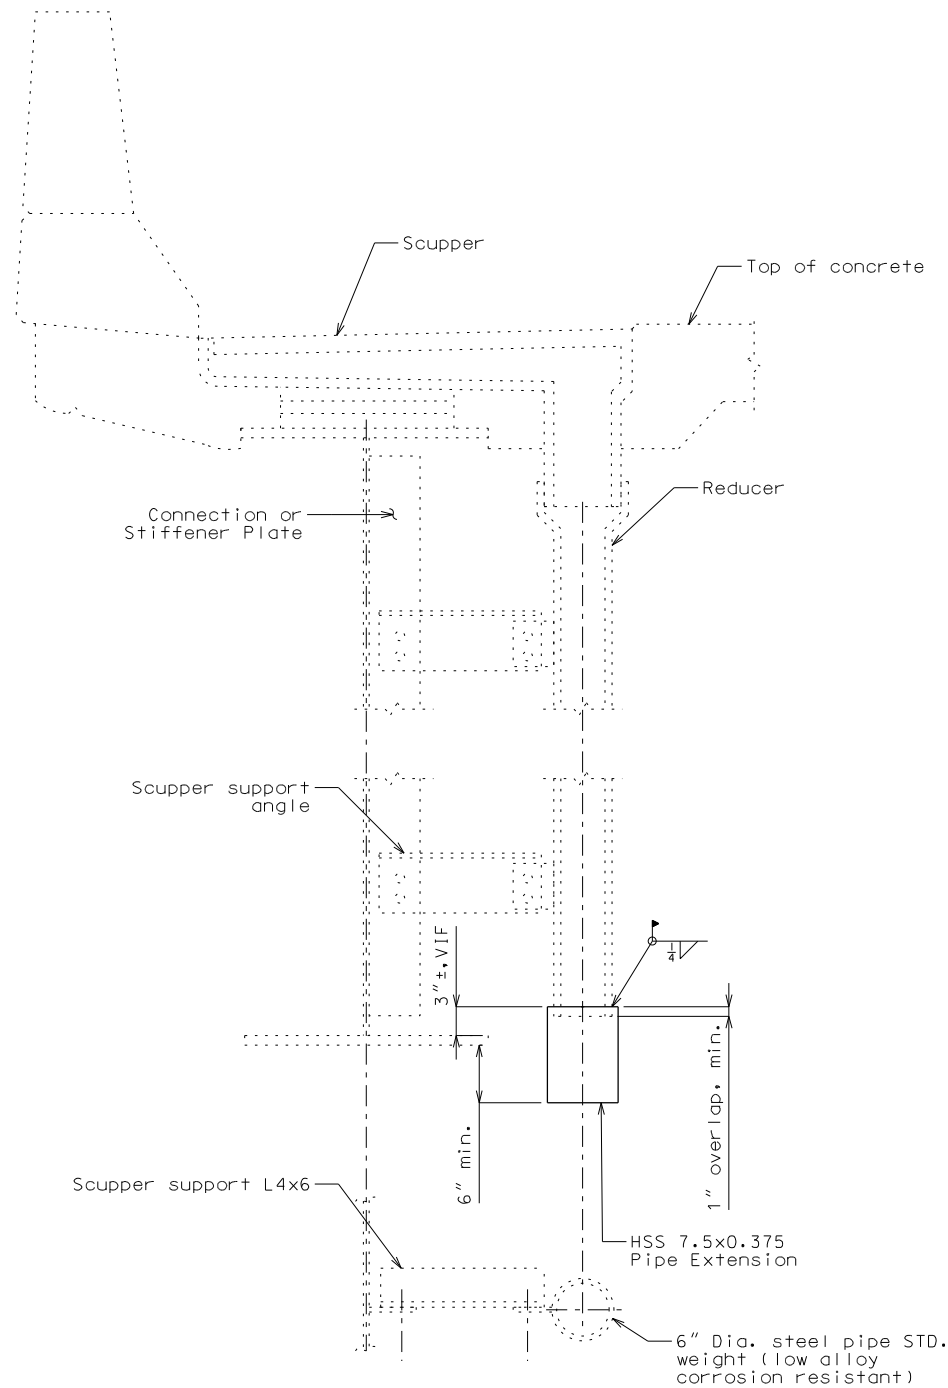 Scupper
Top of concrete
Reducer
Connection or
Stiffener Plate
Scupper support
angle
3"±, VIF
1/4
1" overlap, min.
6" min.
Scupper support L4x6
HSS 7.5x0.375
Pipe Extension
6" Dia. steel pipe STD.
weight (low alloy
corrosion resistant)